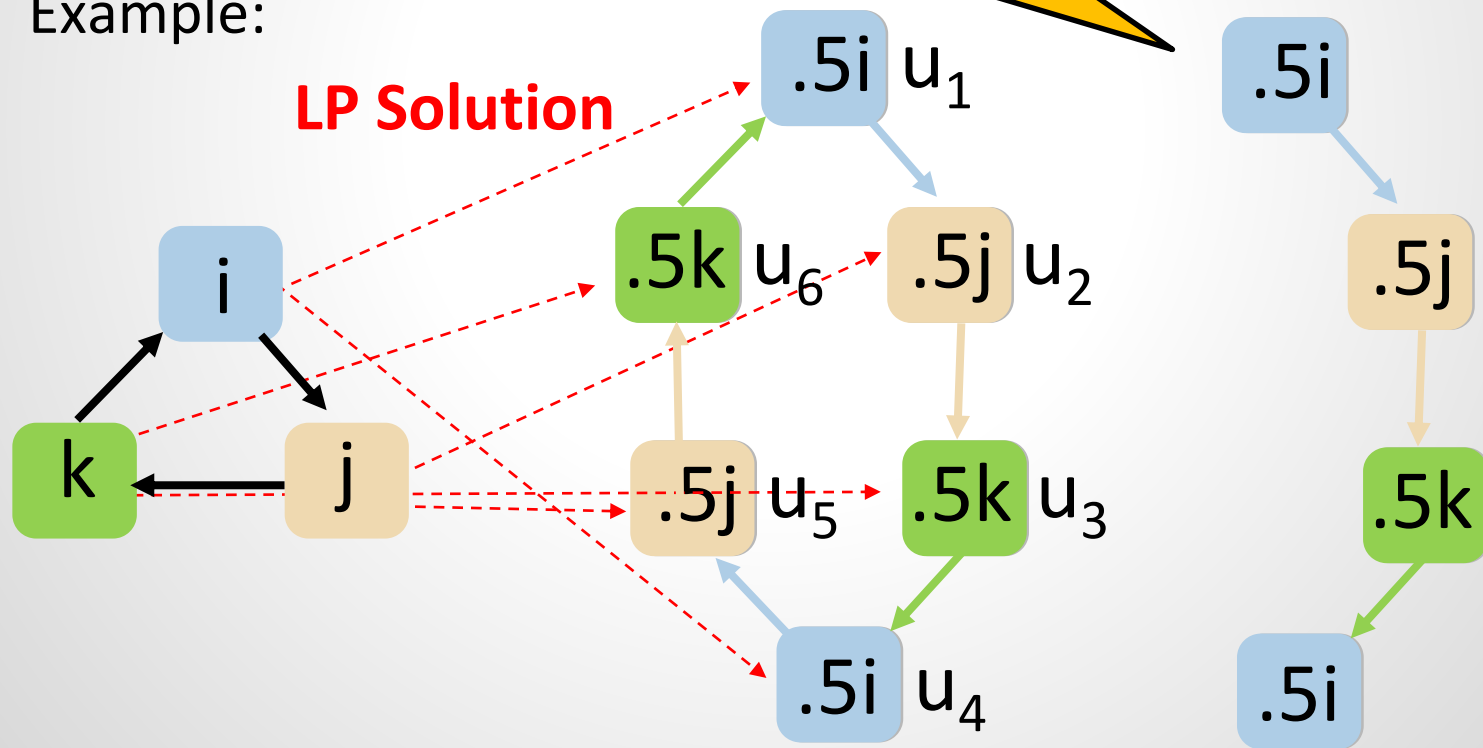 Example:
LP Solution
i
k
j
.5i u₁
.5k u₆
.5j u₂
.5j u₅
.5k u₃
.5i u₄
.5i
.5j
.5k
.5i